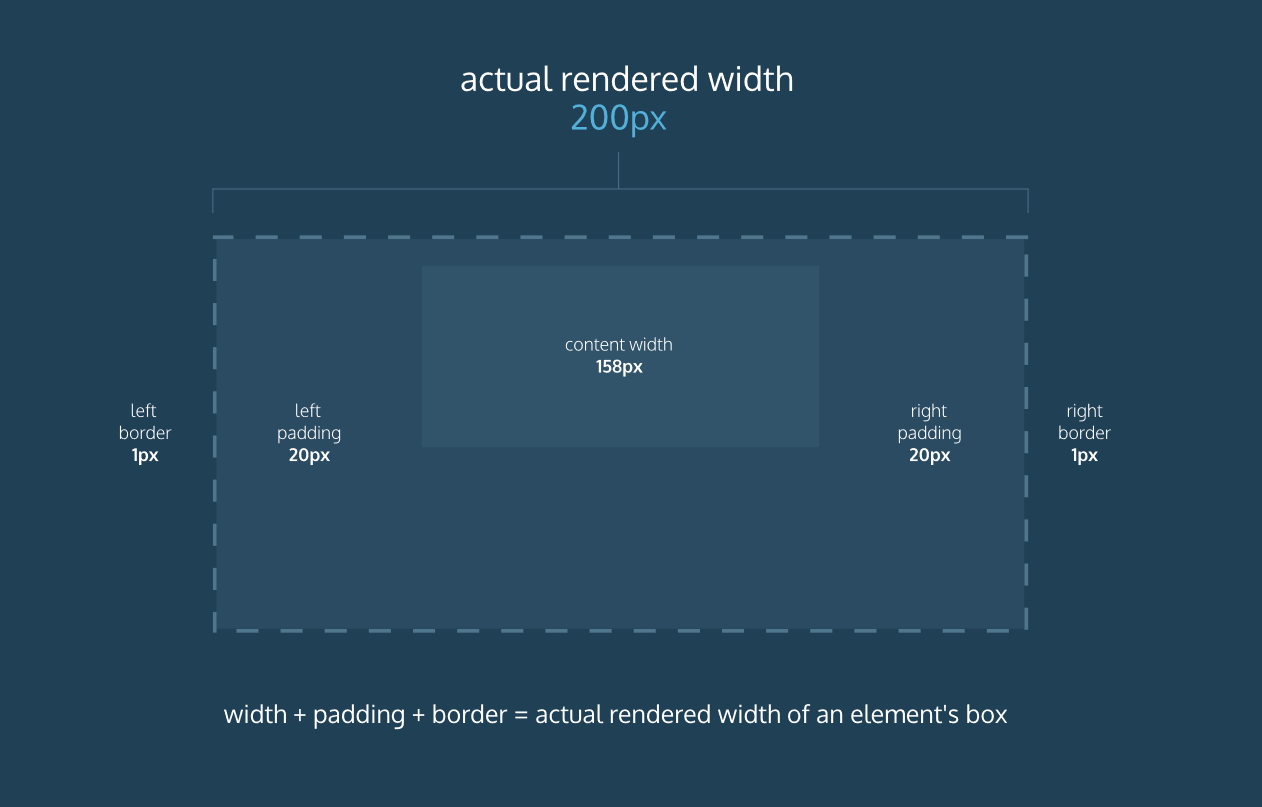 actual rendered width
200px
content width
158px
left
border
1px
left
padding
20px
right
padding
20px
right
border
1px
width + padding + border = actual rendered width of an element's box